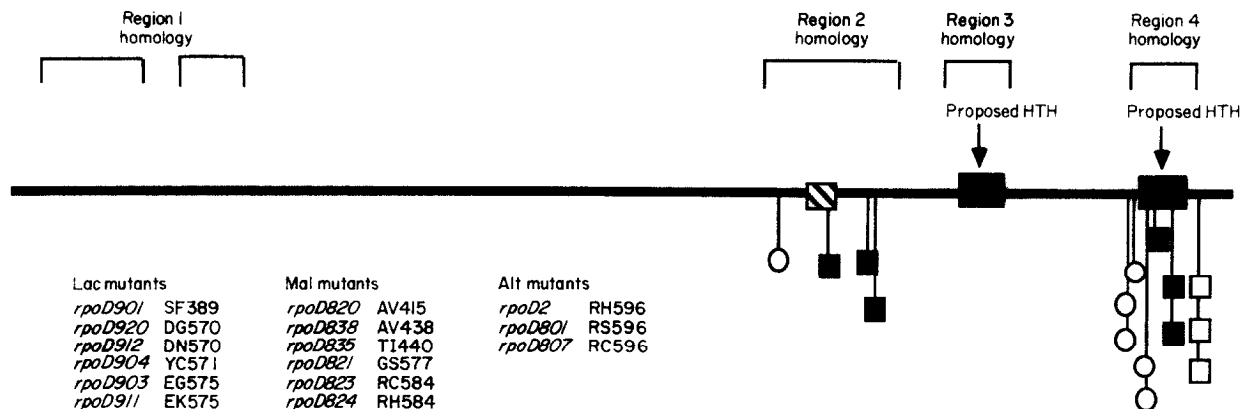 Region 1
homology
Region 2
homology
Region 3
homology
Region 4
homology
Proposed HTH
Proposed HTH
Lac mutants
rpoD901 SF389
rpoD920 DG570
rpoD912 DN570
rpoD904 YC571
rpoD903 EG575
rpoD911 EK575
Mal mutants
rpoD820 AV415
rpoD838 AV438
rpoD835 TI440
rpoD821 GS577
rpoD823 RC584
rpoD824 RH584
Alt mutants
rpoD2 RH596
rpoD801 RS596
rpoD807 RC596